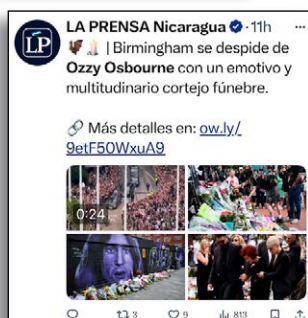 LA PRENSA Nicaragua · 11h ...
LP
| Birmingham se despide de
Ozzy Osbourne con un emotivo y
multitudinario cortejo fúnebre.
Más detalles en: ow.ly/
9etF50WxuA9
0:24
3 9 813